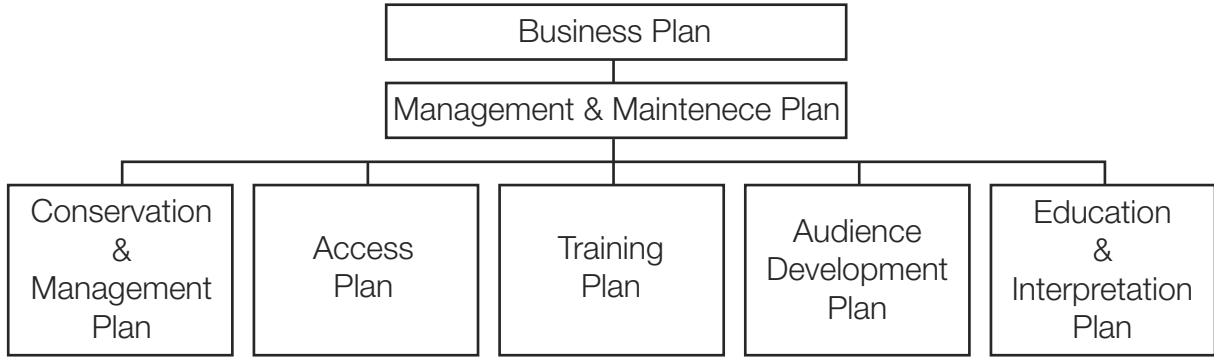 Business Plan
Management & Maintenece Plan
Conservation
&
Management
Plan
Access
Plan
Training
Plan
Audience
Development
Plan
Education
&
Interpretation
Plan